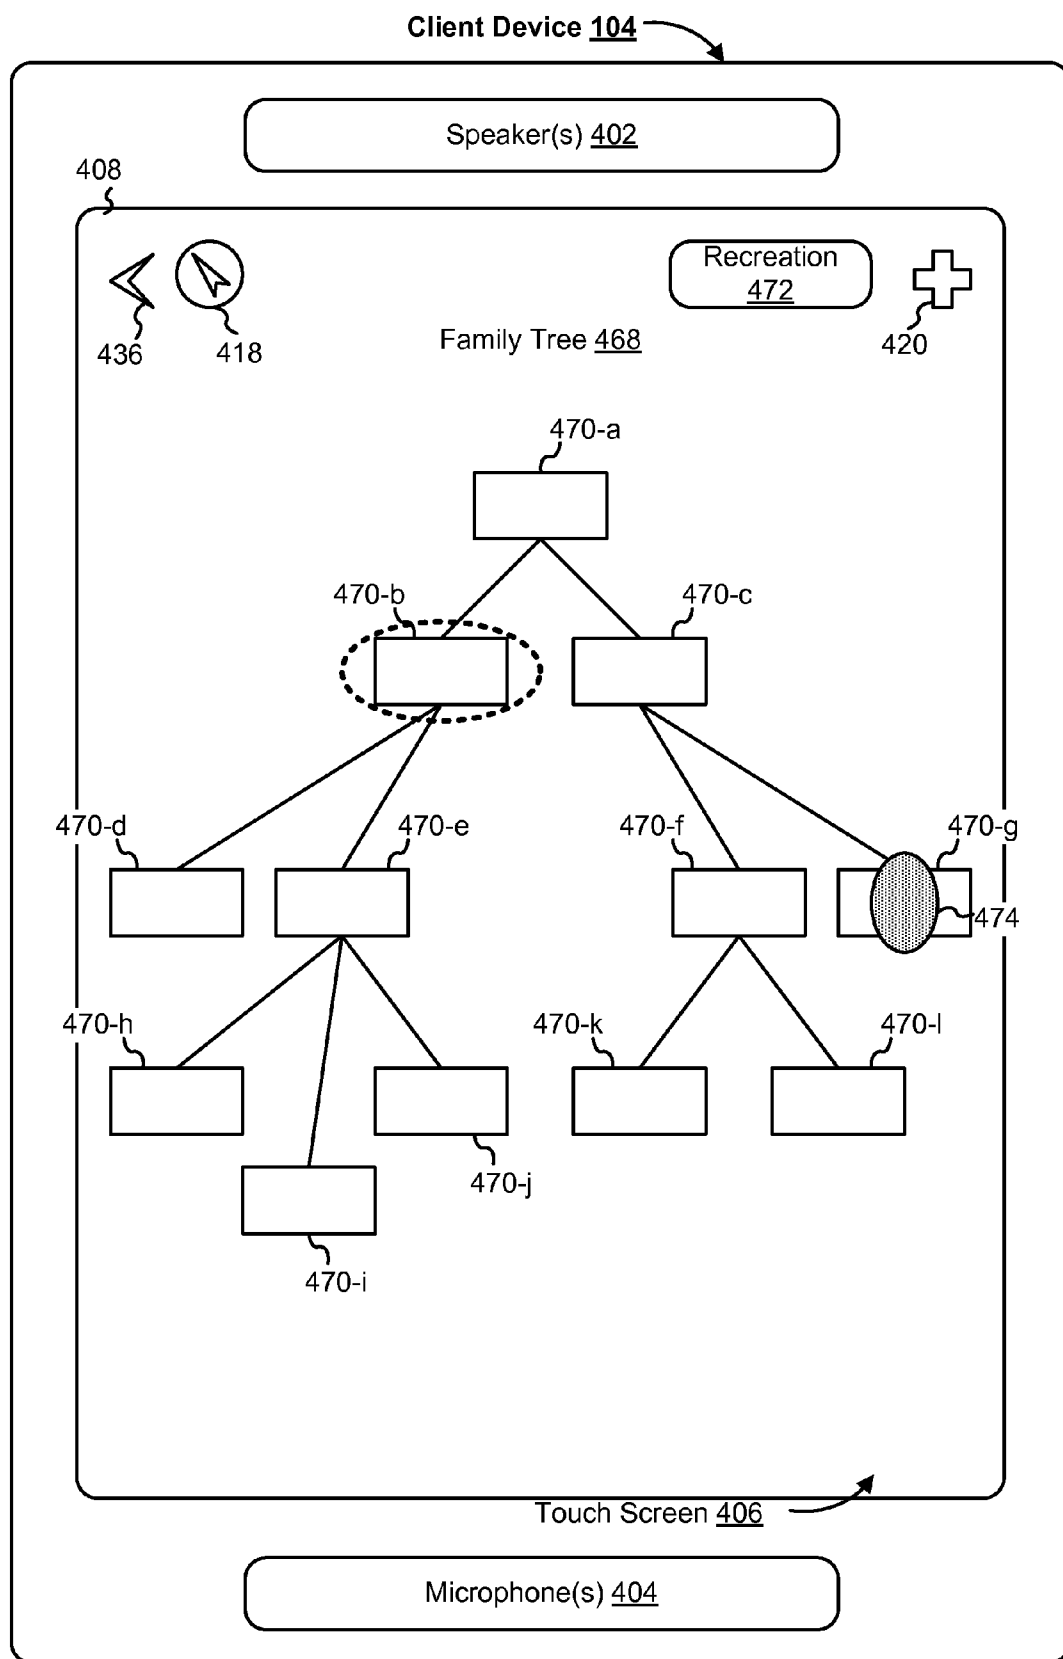 Client Device 104
Speaker(s) 402
408
Recreation
472
436
418
Family Tree 468
420
470-a
470-b
470-c
470-d
470-e
470-f
470-g
474
470-h
470-k
470-l
470-j
470-i
Touch Screen 406
Microphone(s) 404